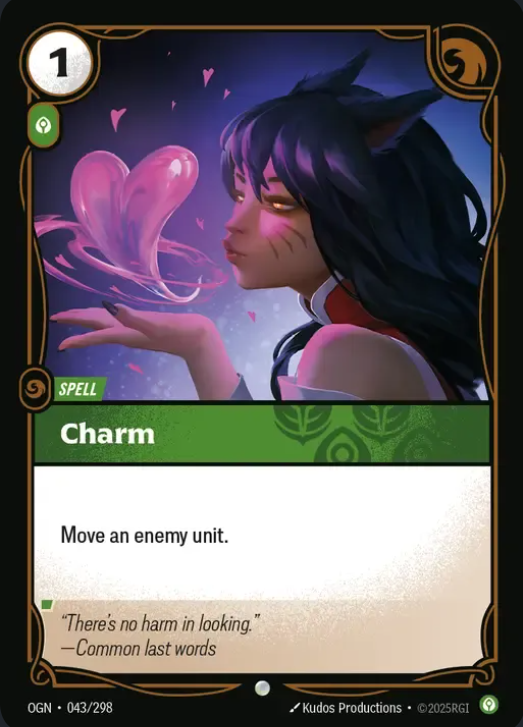 1
SPELL
Charm
Move an enemy unit.
“There’s no harm in looking.”
—Common last words
OGN • 043/298
Kudos Productions • ©2025RGI